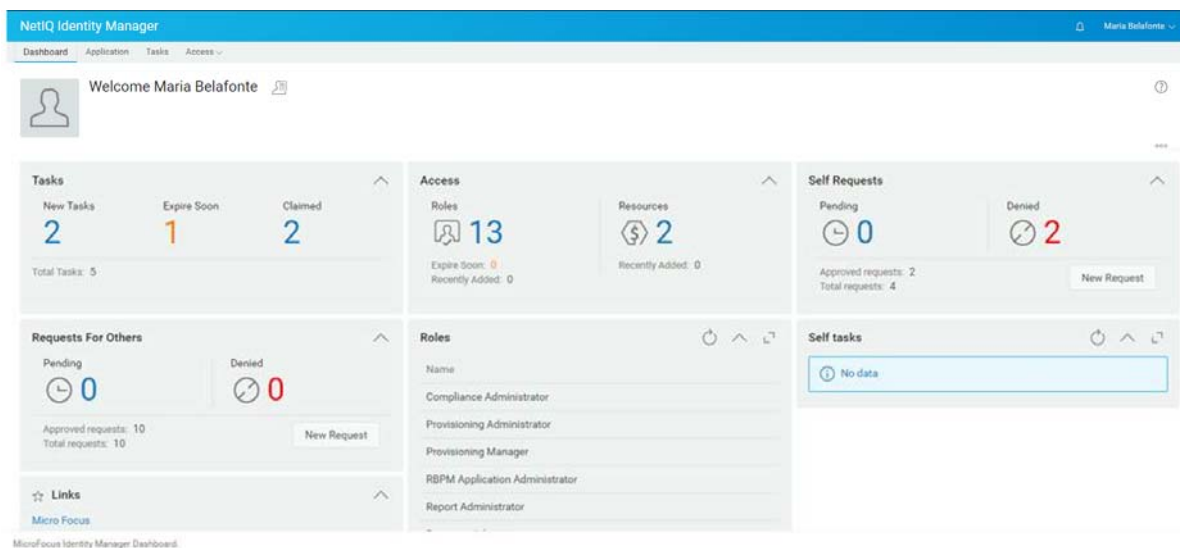 NetIQ Identity Manager
Maria Belafonte
Dashboard Application Tasks Access
Welcome Maria Belafonte
Tasks
New Tasks Expire Soon Claimed
2 1 2
Total Tasks: 5
Access
Roles Resources
13 2
Expire Soon: 0 Recently Added: 0
Recently Added: 0
Self Requests
Pending Denied
0 2
Approved requests: 2
Total requests: 4
New Request
Requests For Others
Pending Denied
0 0
Approved requests: 10
Total requests: 10
New Request
Roles
Name
Compliance Administrator
Provisioning Administrator
Provisioning Manager
RBPM Application Administrator
Report Administrator
Self tasks
No data
Links
Micro Focus
MicroFocus Identity Manager Dashboard.